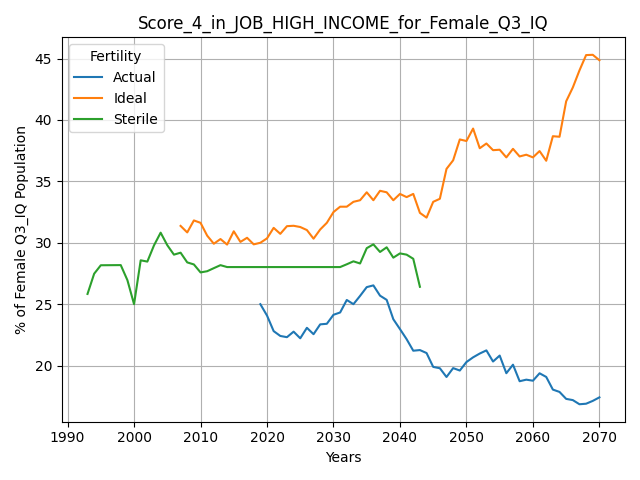 Score_4_in_JOB_HIGH_INCOME_for_Female_Q3_IQ
Fertility
Actual
Ideal
Sterile
% of Female Q3_IQ Population
45
40
35
30
25
20
1990 2000 2010 2020 2030 2040 2050 2060 2070
Years